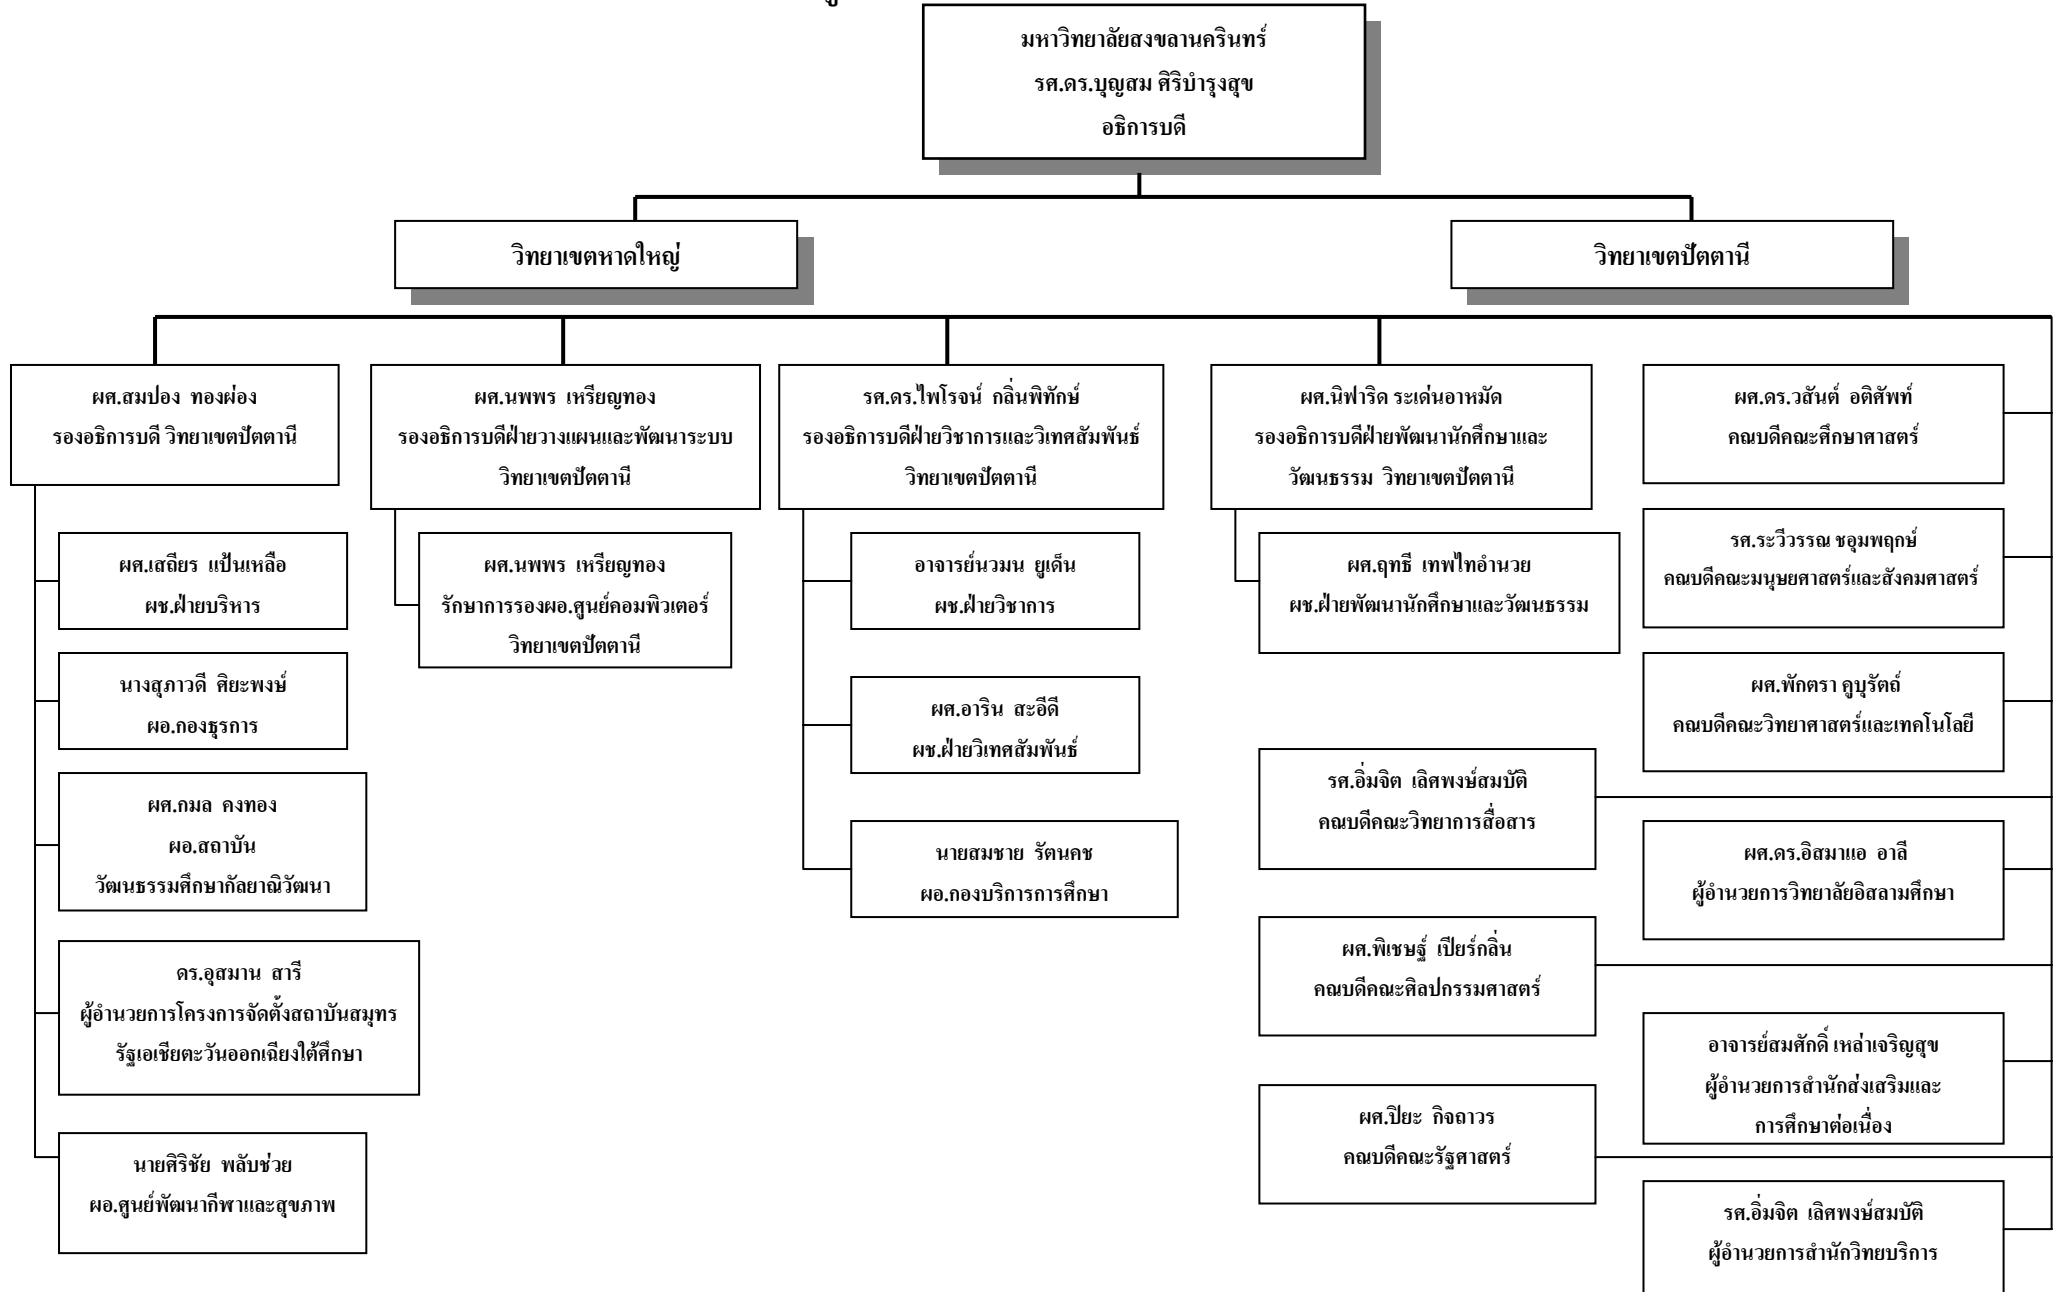 มหาวิทยาลัยสงขลานครินทร์
รศ.ดร.บุญสม ศิริบำรุงสุข
อธิการบดี
วิทยาเขตหาดใหญ่
วิทยาเขตปัตตานี
ผศ.สมปอง ทองผ่อง
รองอธิการบดี วิทยาเขตปัตตานี
ผศ.นพพร เหรียญทอง
รองอธิการบดีฝ่ายวางแผนและพัฒนาระบบ
วิทยาเขตปัตตานี
รศ.ดร.ไพโรจน์ กลิ่นพิทักษ์
รองอธิการบดีฝ่ายวิชาการและวิเทศสัมพันธ์
วิทยาเขตปัตตานี
ผศ.นิฟาริด ระเด่นอาหมัด
รองอธิการบดีฝ่ายพัฒนานักศึกษาและ
วัฒนธรรม วิทยาเขตปัตตานี
ผศ.ดร.วสันต์ อติศัพท์
คณบดีคณะศึกษาศาสตร์
ผศ.เสถียร แป้นเหลือ
ผช.ฝ่ายบริหาร
นางสุภาวดี ศิยะพงษ์
ผอ.กองธุรการ
ผศ.กมล คงทอง
ผอ.สถาบัน
วัฒนธรรมศึกษากัลยาณิวัฒนา
ดร.อุสมาน สารี
ผู้อำนวยการโครงการจัดตั้งสถาบันสมุทร
รัฐเอเชียตะวันออกเฉียงใต้ศึกษา
นายศิริชัย พลับช่วย
ผอ.ศูนย์พัฒนากีฬาและสุขภาพ
ผศ.นพพร เหรียญทอง
รักษาการรองผอ.ศูนย์คอมพิวเตอร์
วิทยาเขตปัตตานี
อาจารย์นวมน ยูเด็น
ผช.ฝ่ายวิชาการ
ผศ.อาริน สะอีดี
ผช.ฝ่ายวิเทศสัมพันธ์
นายสมชาย รัตนคช
ผอ.กองบริการการศึกษา
ผศ.ฤทธี เทพไทอำนวย
ผช.ฝ่ายพัฒนานักศึกษาและวัฒนธรรม
รศ.อิ่มจิต เลิศพงษ์สมบัติ
คณบดีคณะวิทยาการสื่อสาร
ผศ.พิเชษฐ์ เปียร์กลิ่น
คณบดีคณะศิลปกรรมศาสตร์
ผศ.ปิยะ กิจถาวร
คณบดีคณะรัฐศาสตร์
รศ.ระวีวรรณ ชอุมพฤกษ์
คณบดีคณะมนุษยศาสตร์และสังคมศาสตร์
ผศ.พักตรา คูบุรัตถ์
คณบดีคณะวิทยาศาสตร์และเทคโนโลยี
ผศ.ดร.อิสมาแอ อาลี
ผู้อำนวยการวิทยาลัยอิสลามศึกษา
อาจารย์สมศักดิ์ เหล่าเจริญสุข
ผู้อำนวยการสำนักส่งเสริมและ
การศึกษาต่อเนื่อง
รศ.อิ่มจิต เลิศพงษ์สมบัติ
ผู้อำนวยการสำนักวิทยบริการ